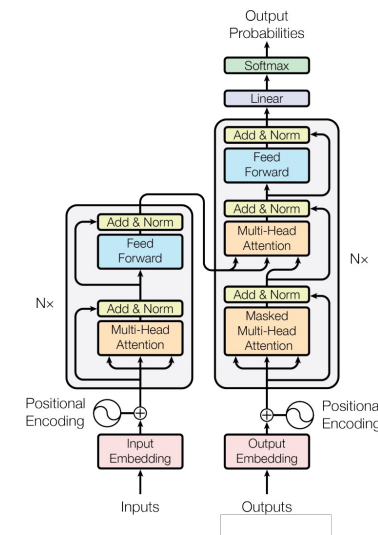 Output
Probabilities
Softmax
Linear
Add & Norm
Feed
Forward
Add & Norm
Multi-Head
Attention
Nx
Add & Norm
Masked
Multi-Head
Attention
Add & Norm
Feed
Forward
Nx
Add & Norm
Multi-Head
Attention
Positional
Encoding
Positiona
Encoding
Input
Embedding
Output
Embedding
Inputs
Outputs